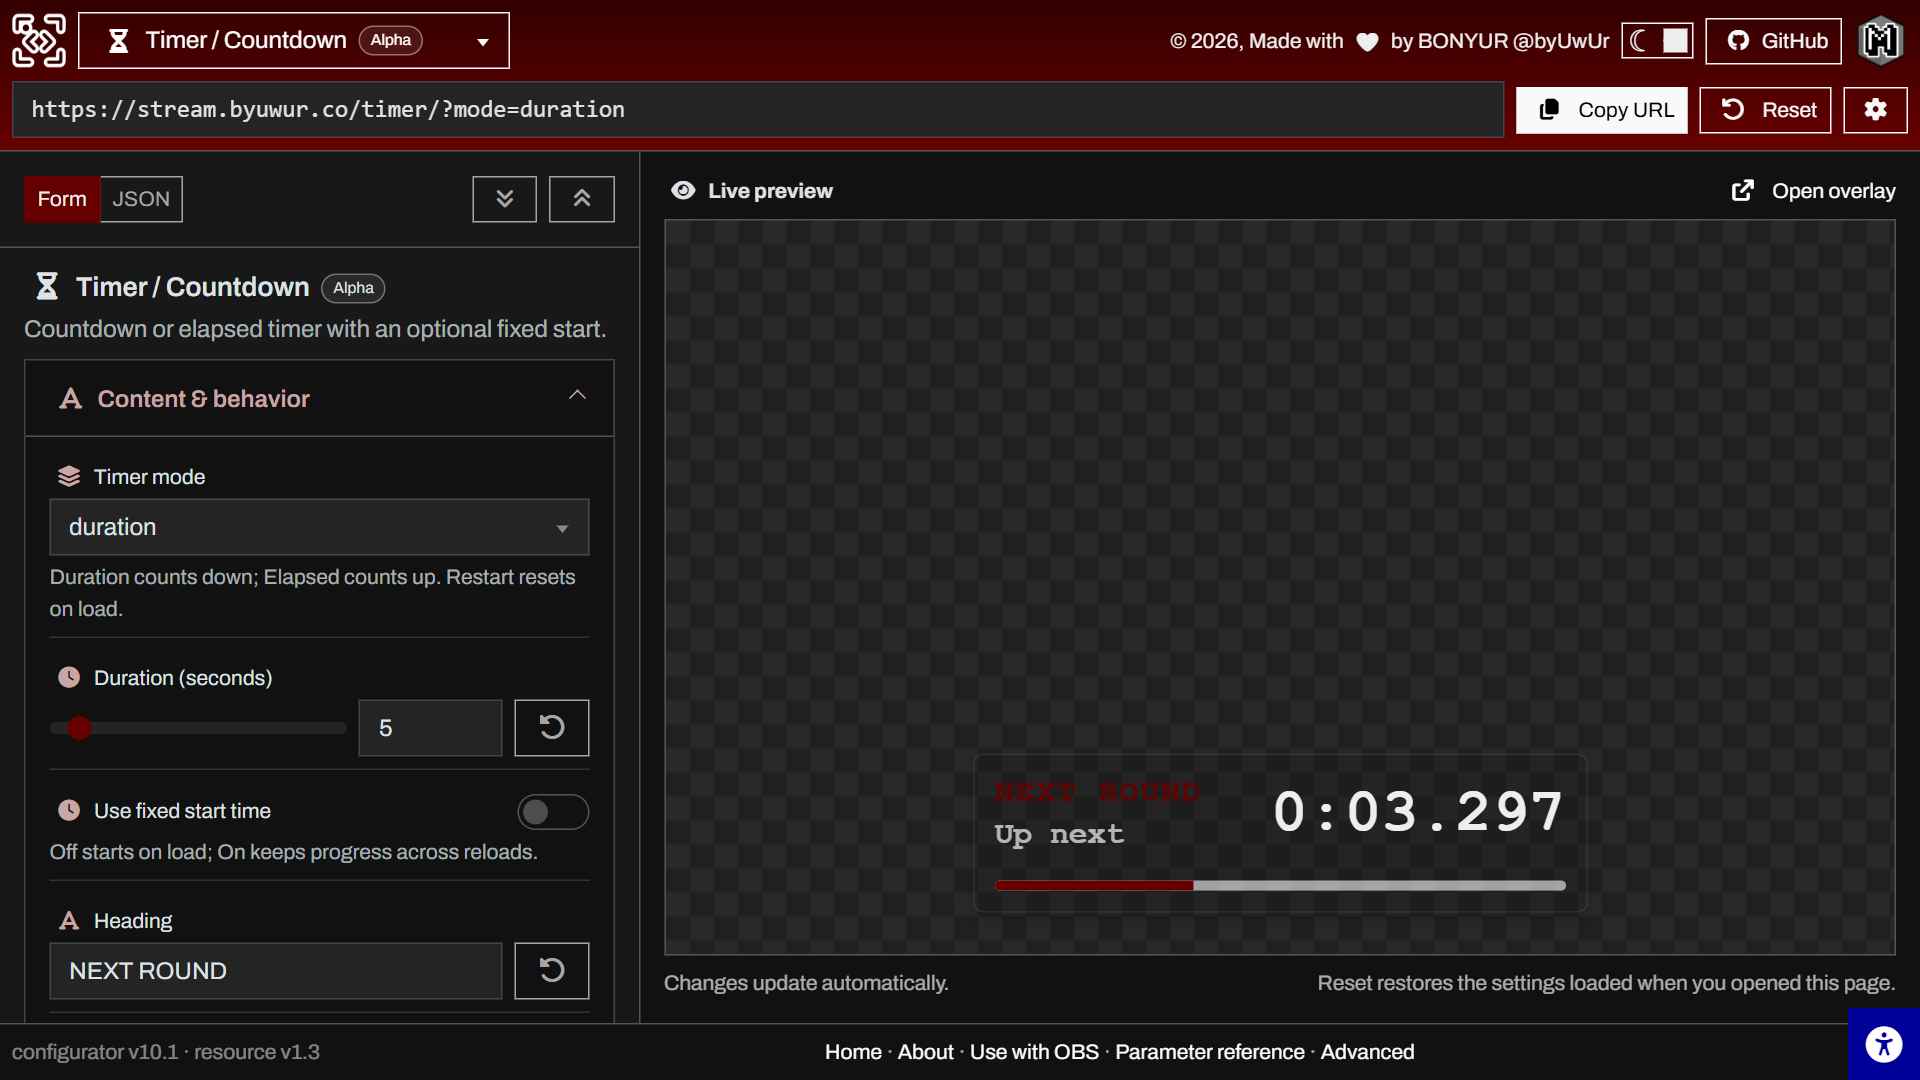 Timer / Countdown Alpha
© 2026, Made with by BONYUR @byUwUr
GitHub
https://stream.byuwur.co/timer/?mode=duration
Copy URL
Reset
Form
JSON
Live preview
Open overlay
Timer / Countdown Alpha
Countdown or elapsed timer with an optional fixed start.
Content & behavior
Timer mode
duration
Duration counts down; Elapsed counts up. Restart resets
on load.
Duration (seconds)
5
Use fixed start time
Off starts on load; On keeps progress across reloads.
Heading
NEXT ROUND
NEXT ROUND
Up next
0:03.297
Changes update automatically.
Reset restores the settings loaded when you opened this page.
configurator v10.1 · resource v1.3
Home · About · Use with OBS · Parameter reference · Advanced